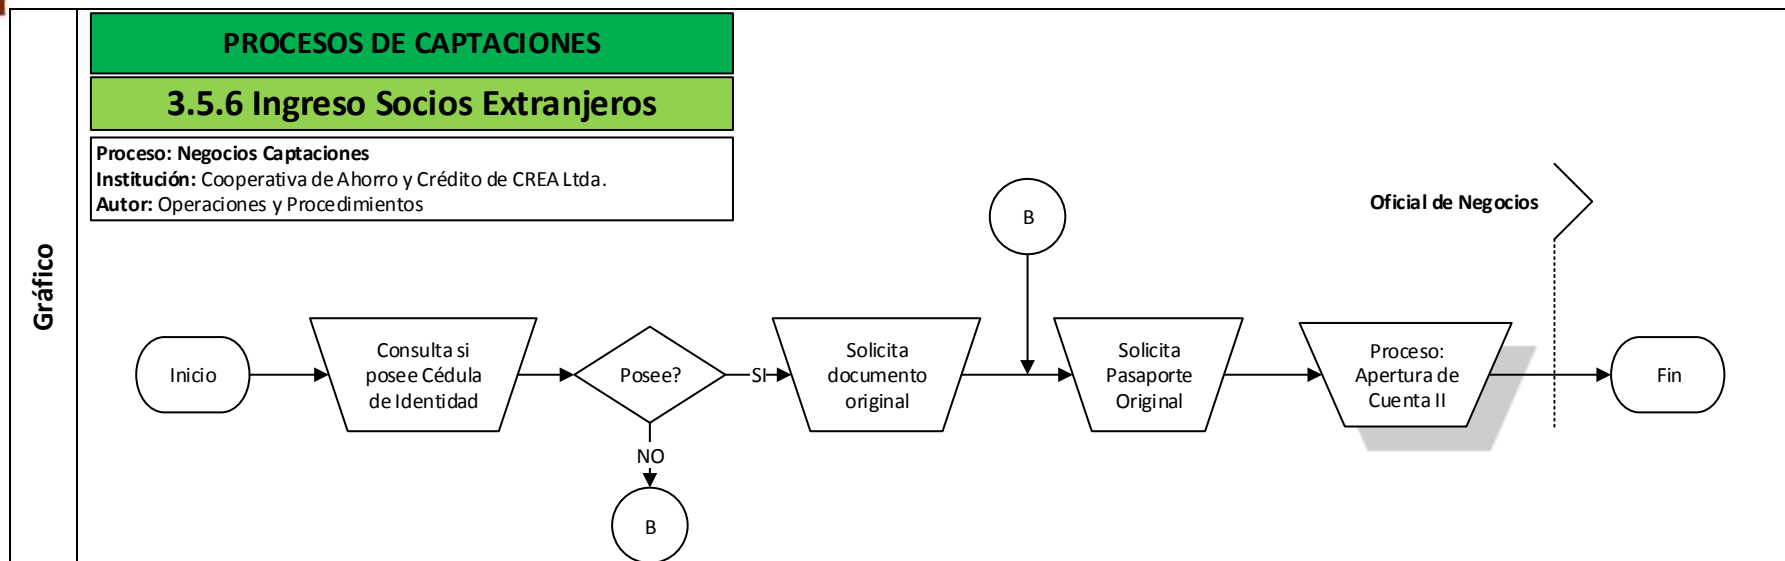 PROCESOS DE CAPTACIONES
3.5.6 Ingreso Socios Extranjeros
Proceso: Negocios Captaciones
Institución: Cooperativa de Ahorro y Crédito de CREA Ltda.
Autor: Operaciones y Procedimientos
Gráfico
B
Oficial de Negocios
Inicio
Consulta si
posee Cédula
de Identidad
Posee?
SI
NO
B
Solicita
documento
original
Solicita
Pasaporte
Original
Proceso:
Apertura de
Cuenta II
Fin